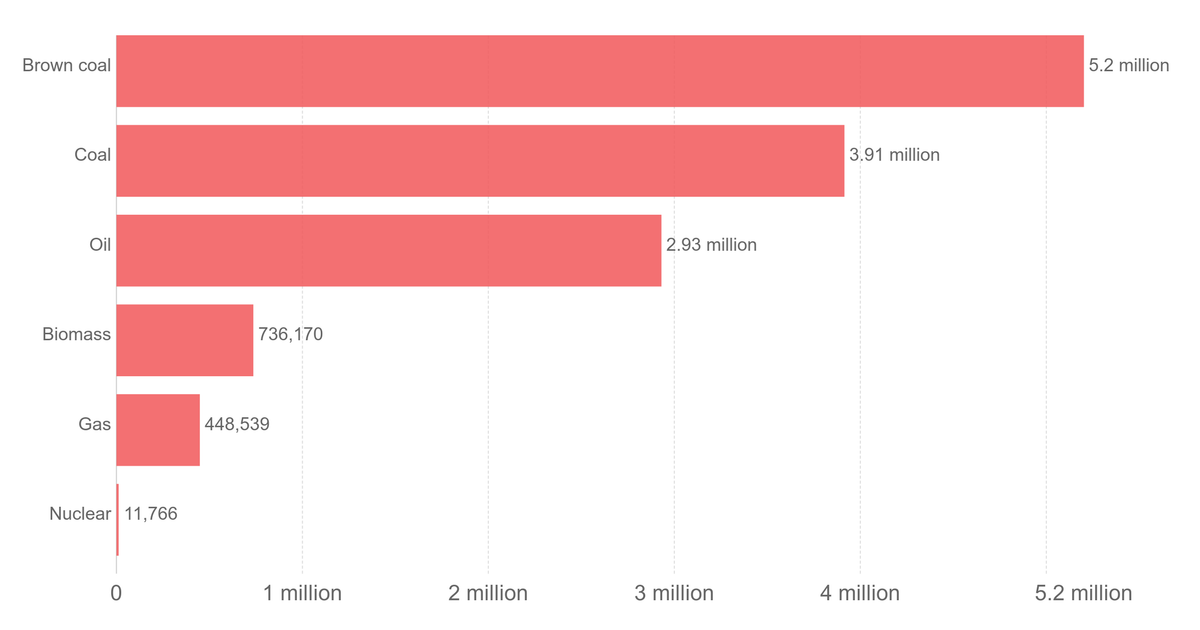 Brown coal 5.2 million
Coal 3.91 million
Oil 2.93 million
Biomass 736,170
Gas 448,539
Nuclear 11,766
0 1 million 2 million 3 million 4 million 5.2 million